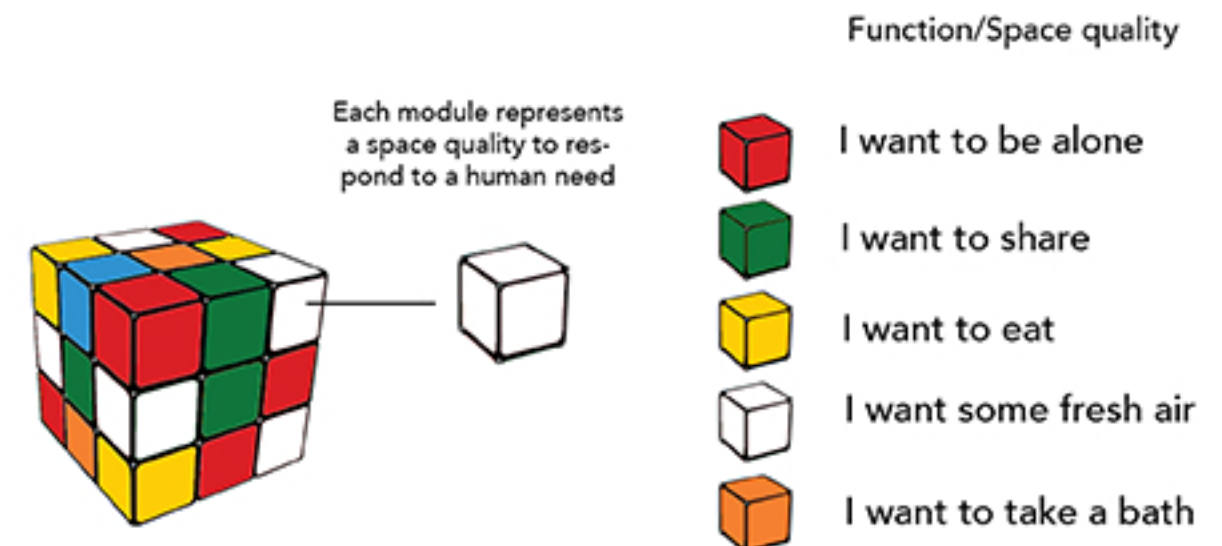 Function/Space quality
Each module represents
a space quality to res-
pond to a human need
I want to be alone
I want to share
I want to eat
I want some fresh air
I want to take a bath